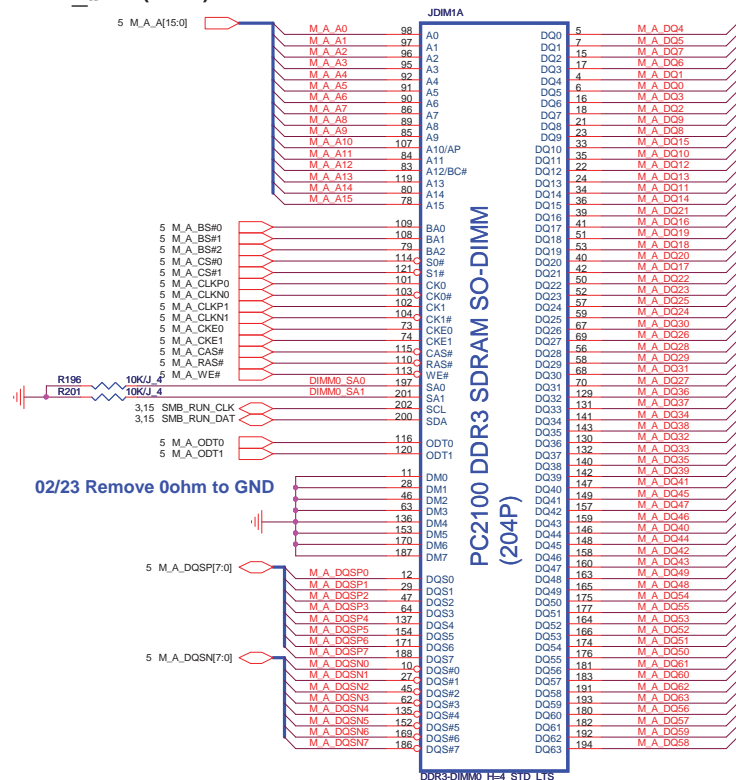 JDIM1A
5 M_A_A[15:0]
M_A_A0 98 A0
M_A_A1 97 A1
M_A_A2 96 A2
M_A_A3 95 A3
M_A_A4 92 A4
M_A_A5 91 A5
M_A_A6 90 A6
M_A_A7 86 A7
M_A_A8 89 A8
M_A_A9 85 A9
M_A_A10 107 A10/AP
M_A_A11 84 A11
M_A_A12 83 A12/BC#
M_A_A13 119 A13
M_A_A14 80 A14
M_A_A15 78 A15
5 M_A_BS#0 109 BA0
5 M_A_BS#1 108 BA1
5 M_A_BS#2 79 BA2
5 M_A_CS#0 114 S0#
5 M_A_CS#1 121 S1#
5 M_A_CLKP0 101 CK0
5 M_A_CLKN0 103 CK0#
5 M_A_CLKP1 102 CK1
5 M_A_CLKN1 104 CK1#
5 M_A_CKE0 73 CKE0
5 M_A_CKE1 74 CKE1
5 M_A_CAS# 115 CAS#
5 M_A_RAS# 110 RAS#
5 M_A_WE# 113 WE#
R196 10K/J_4 DIMM0_SA0 197 SA0
R201 10K/J_4 DIMM0_SA1 201 SA1
3,15 SMB_RUN_CLK 202 SCL
3,15 SMB_RUN_DAT 200 SDA
5 M_A_ODT0 116 ODT0
5 M_A_ODT1 120 ODT1
02/23 Remove 0ohm to GND
11 DM0
28 DM1
46 DM2
63 DM3
136 DM4
153 DM5
170 DM6
187 DM7
5 M_A_DQSP[7:0]
M_A_DQSP0 12 DQS0
M_A_DQSP1 29 DQS1
M_A_DQSP2 47 DQS2
M_A_DQSP3 64 DQS3
M_A_DQSP4 137 DQS4
M_A_DQSP5 154 DQS5
M_A_DQSP6 171 DQS6
M_A_DQSP7 188 DQS7
5 M_A_DQSN[7:0]
M_A_DQSN0 10 DQS#0
M_A_DQSN1 27 DQS#1
M_A_DQSN2 45 DQS#2
M_A_DQSN3 62 DQS#3
M_A_DQSN4 135 DQS#4
M_A_DQSN5 152 DQS#5
M_A_DQSN6 169 DQS#6
M_A_DQSN7 186 DQS#7
PC2100 DDR3 SDRAM SO-DIMM
(204P)
DQ0 5 M_A_DQ4
DQ1 7 M_A_DQ5
DQ2 15 M_A_DQ7
DQ3 17 M_A_DQ6
DQ4 4 M_A_DQ1
DQ5 6 M_A_DQ0
DQ6 16 M_A_DQ3
DQ7 18 M_A_DQ2
DQ8 21 M_A_DQ9
DQ9 23 M_A_DQ8
DQ10 33 M_A_DQ15
DQ11 35 M_A_DQ10
DQ12 22 M_A_DQ12
DQ13 24 M_A_DQ13
DQ14 34 M_A_DQ11
DQ15 36 M_A_DQ14
DQ16 39 M_A_DQ21
DQ17 41 M_A_DQ16
DQ18 51 M_A_DQ19
DQ19 53 M_A_DQ18
DQ20 40 M_A_DQ20
DQ21 42 M_A_DQ17
DQ22 50 M_A_DQ22
DQ23 52 M_A_DQ23
DQ24 57 M_A_DQ25
DQ25 59 M_A_DQ24
DQ26 67 M_A_DQ30
DQ27 69 M_A_DQ26
DQ28 56 M_A_DQ28
DQ29 58 M_A_DQ29
DQ30 68 M_A_DQ31
DQ31 70 M_A_DQ27
DQ32 129 M_A_DQ36
DQ33 131 M_A_DQ37
DQ34 141 M_A_DQ34
DQ35 143 M_A_DQ38
DQ36 130 M_A_DQ32
DQ37 132 M_A_DQ33
DQ38 140 M_A_DQ35
DQ39 142 M_A_DQ39
DQ40 147 M_A_DQ41
DQ41 149 M_A_DQ45
DQ42 157 M_A_DQ47
DQ43 159 M_A_DQ46
DQ44 146 M_A_DQ40
DQ45 148 M_A_DQ44
DQ46 158 M_A_DQ42
DQ47 160 M_A_DQ43
DQ48 163 M_A_DQ49
DQ49 165 M_A_DQ48
DQ50 175 M_A_DQ54
DQ51 177 M_A_DQ55
DQ52 164 M_A_DQ53
DQ53 166 M_A_DQ52
DQ54 174 M_A_DQ51
DQ55 176 M_A_DQ50
DQ56 181 M_A_DQ61
DQ57 183 M_A_DQ60
DQ58 191 M_A_DQ62
DQ59 193 M_A_DQ63
DQ60 180 M_A_DQ56
DQ61 182 M_A_DQ57
DQ62 192 M_A_DQ59
DQ63 194 M_A_DQ58
DDR3-DIMM0_H=4_STD_LTS